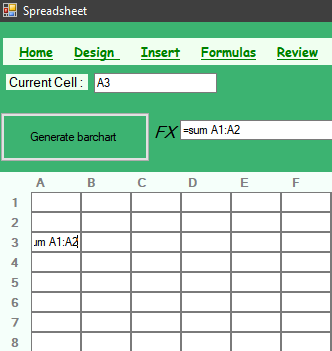 Spreadsheet
Home Design Insert Formulas Review
Current Cell : A3
Generate barchart FX =sum A1:A2
A B C D E F
1
2
3 um A1:A2
4
5
6
7
8